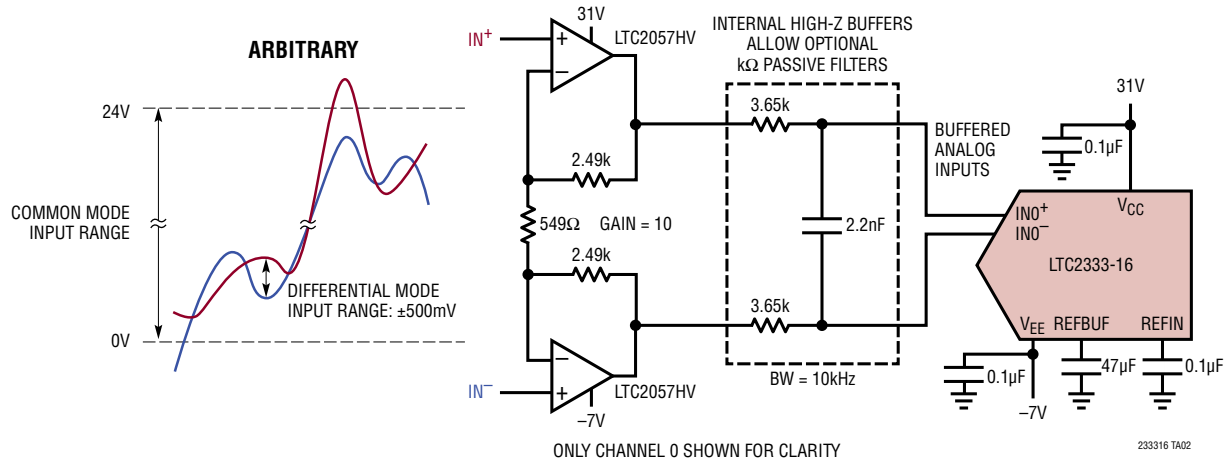 ARBITRARY
24V
COMMON MODE
INPUT RANGE
0V
DIFFERENTIAL MODE
INPUT RANGE: ±500mV
IN+
31V
LTC2057HV
+
–
2.49k
549Ω
GAIN = 10
2.49k
–
+
IN–
LTC2057HV
–7V
INTERNAL HIGH-Z BUFFERS
ALLOW OPTIONAL
kΩ PASSIVE FILTERS
3.65k
2.2nF
3.65k
BW = 10kHz
BUFFERED
ANALOG
INPUTS
31V
0.1µF
VCC
IN0+
IN0–
LTC2333-16
VEE
REFBUF
REFIN
0.1µF
–7V
47µF
0.1µF
ONLY CHANNEL 0 SHOWN FOR CLARITY
233316 TA02